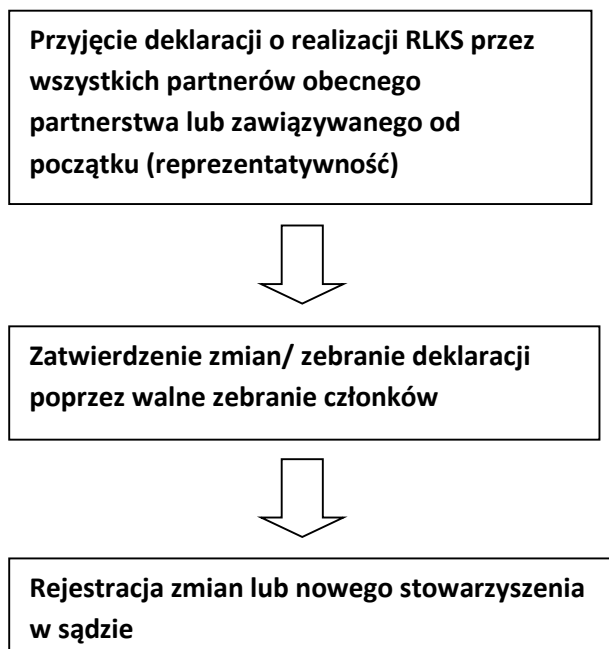 Przyjęcie deklaracji o realizacji RLKS przez
wszystkich partnerów obecnego
partnerstwa lub zawiązywanego od
początku (reprezentatywność)
Zatwierdzenie zmian/ zebranie deklaracji
poprzez walne zebranie członków
Rejestracja zmian lub nowego stowarzyszenia
w sądzie